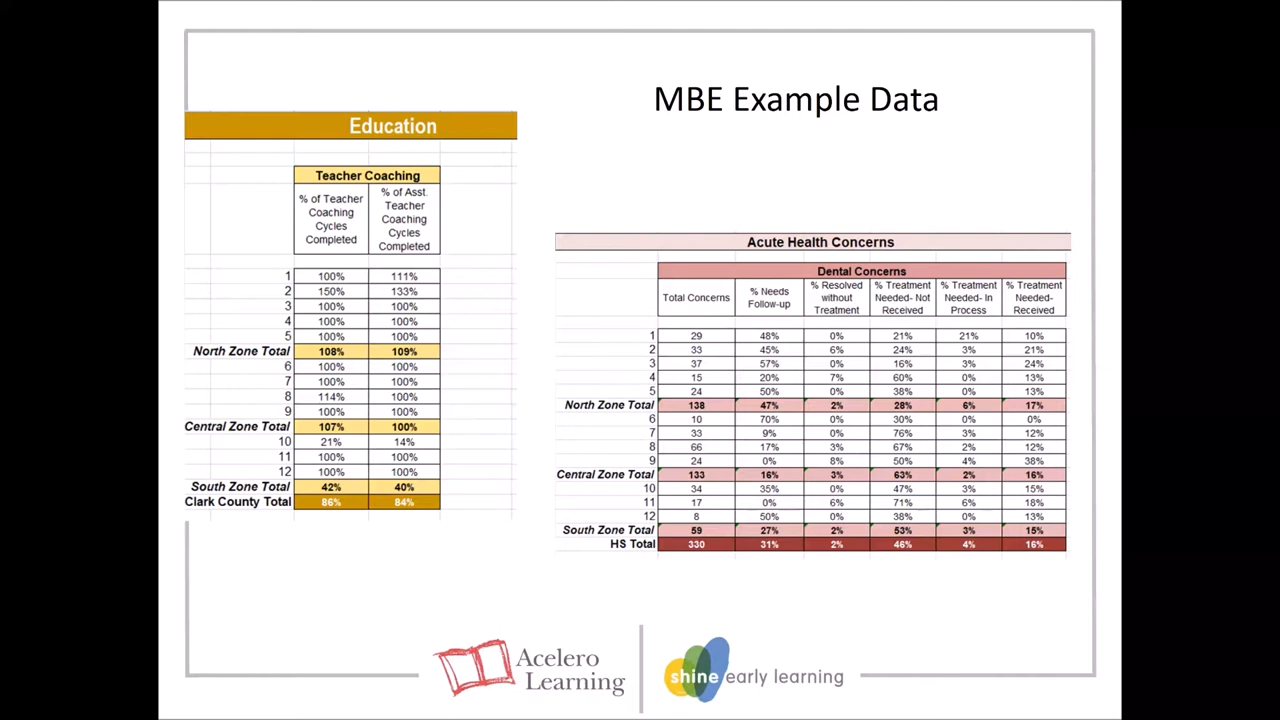 MBE Example Data
Education
Teacher Coaching
% of Teacher
Coaching
Cycles
Completed
% of Asst.
Teacher
Coaching
Cycles
Completed
1 100% 111%
2 150% 133%
3 100% 100%
4 100% 100%
5 100% 100%
North Zone Total 108% 109%
6 100% 100%
7 100% 100%
8 114% 100%
9 100% 100%
Central Zone Total 107% 100%
10 21% 14%
11 100% 100%
12 100% 100%
South Zone Total 42% 40%
Clark County Total 86% 84%
Acute Health Concerns
Dental Concerns
Total Concerns
% Needs
Follow-up
% Resolved
without
Treatment
% Treatment
Needed- Not
Received
% Treatment
Needed- In
Process
% Treatment
Needed-
Received
1 29 48% 0% 21% 21% 10%
2 33 45% 6% 24% 3% 21%
3 37 57% 0% 16% 0% 24%
4 15 20% 7% 60% 0% 13%
5 24 50% 0% 38% 0% 13%
North Zone Total 138 47% 2% 28% 6% 17%
6 10 70% 0% 30% 0% 0%
7 33 9% 0% 76% 3% 12%
8 66 17% 3% 67% 2% 12%
9 24 0% 8% 50% 4% 38%
Central Zone Total 133 16% 3% 63% 2% 16%
10 34 35% 0% 47% 3% 15%
11 17 0% 6% 71% 6% 18%
12 8 50% 0% 38% 0% 13%
South Zone Total 59 27% 2% 53% 3% 15%
HS Total 330 31% 2% 46% 4% 16%
Acelero
Learning
shine early learning